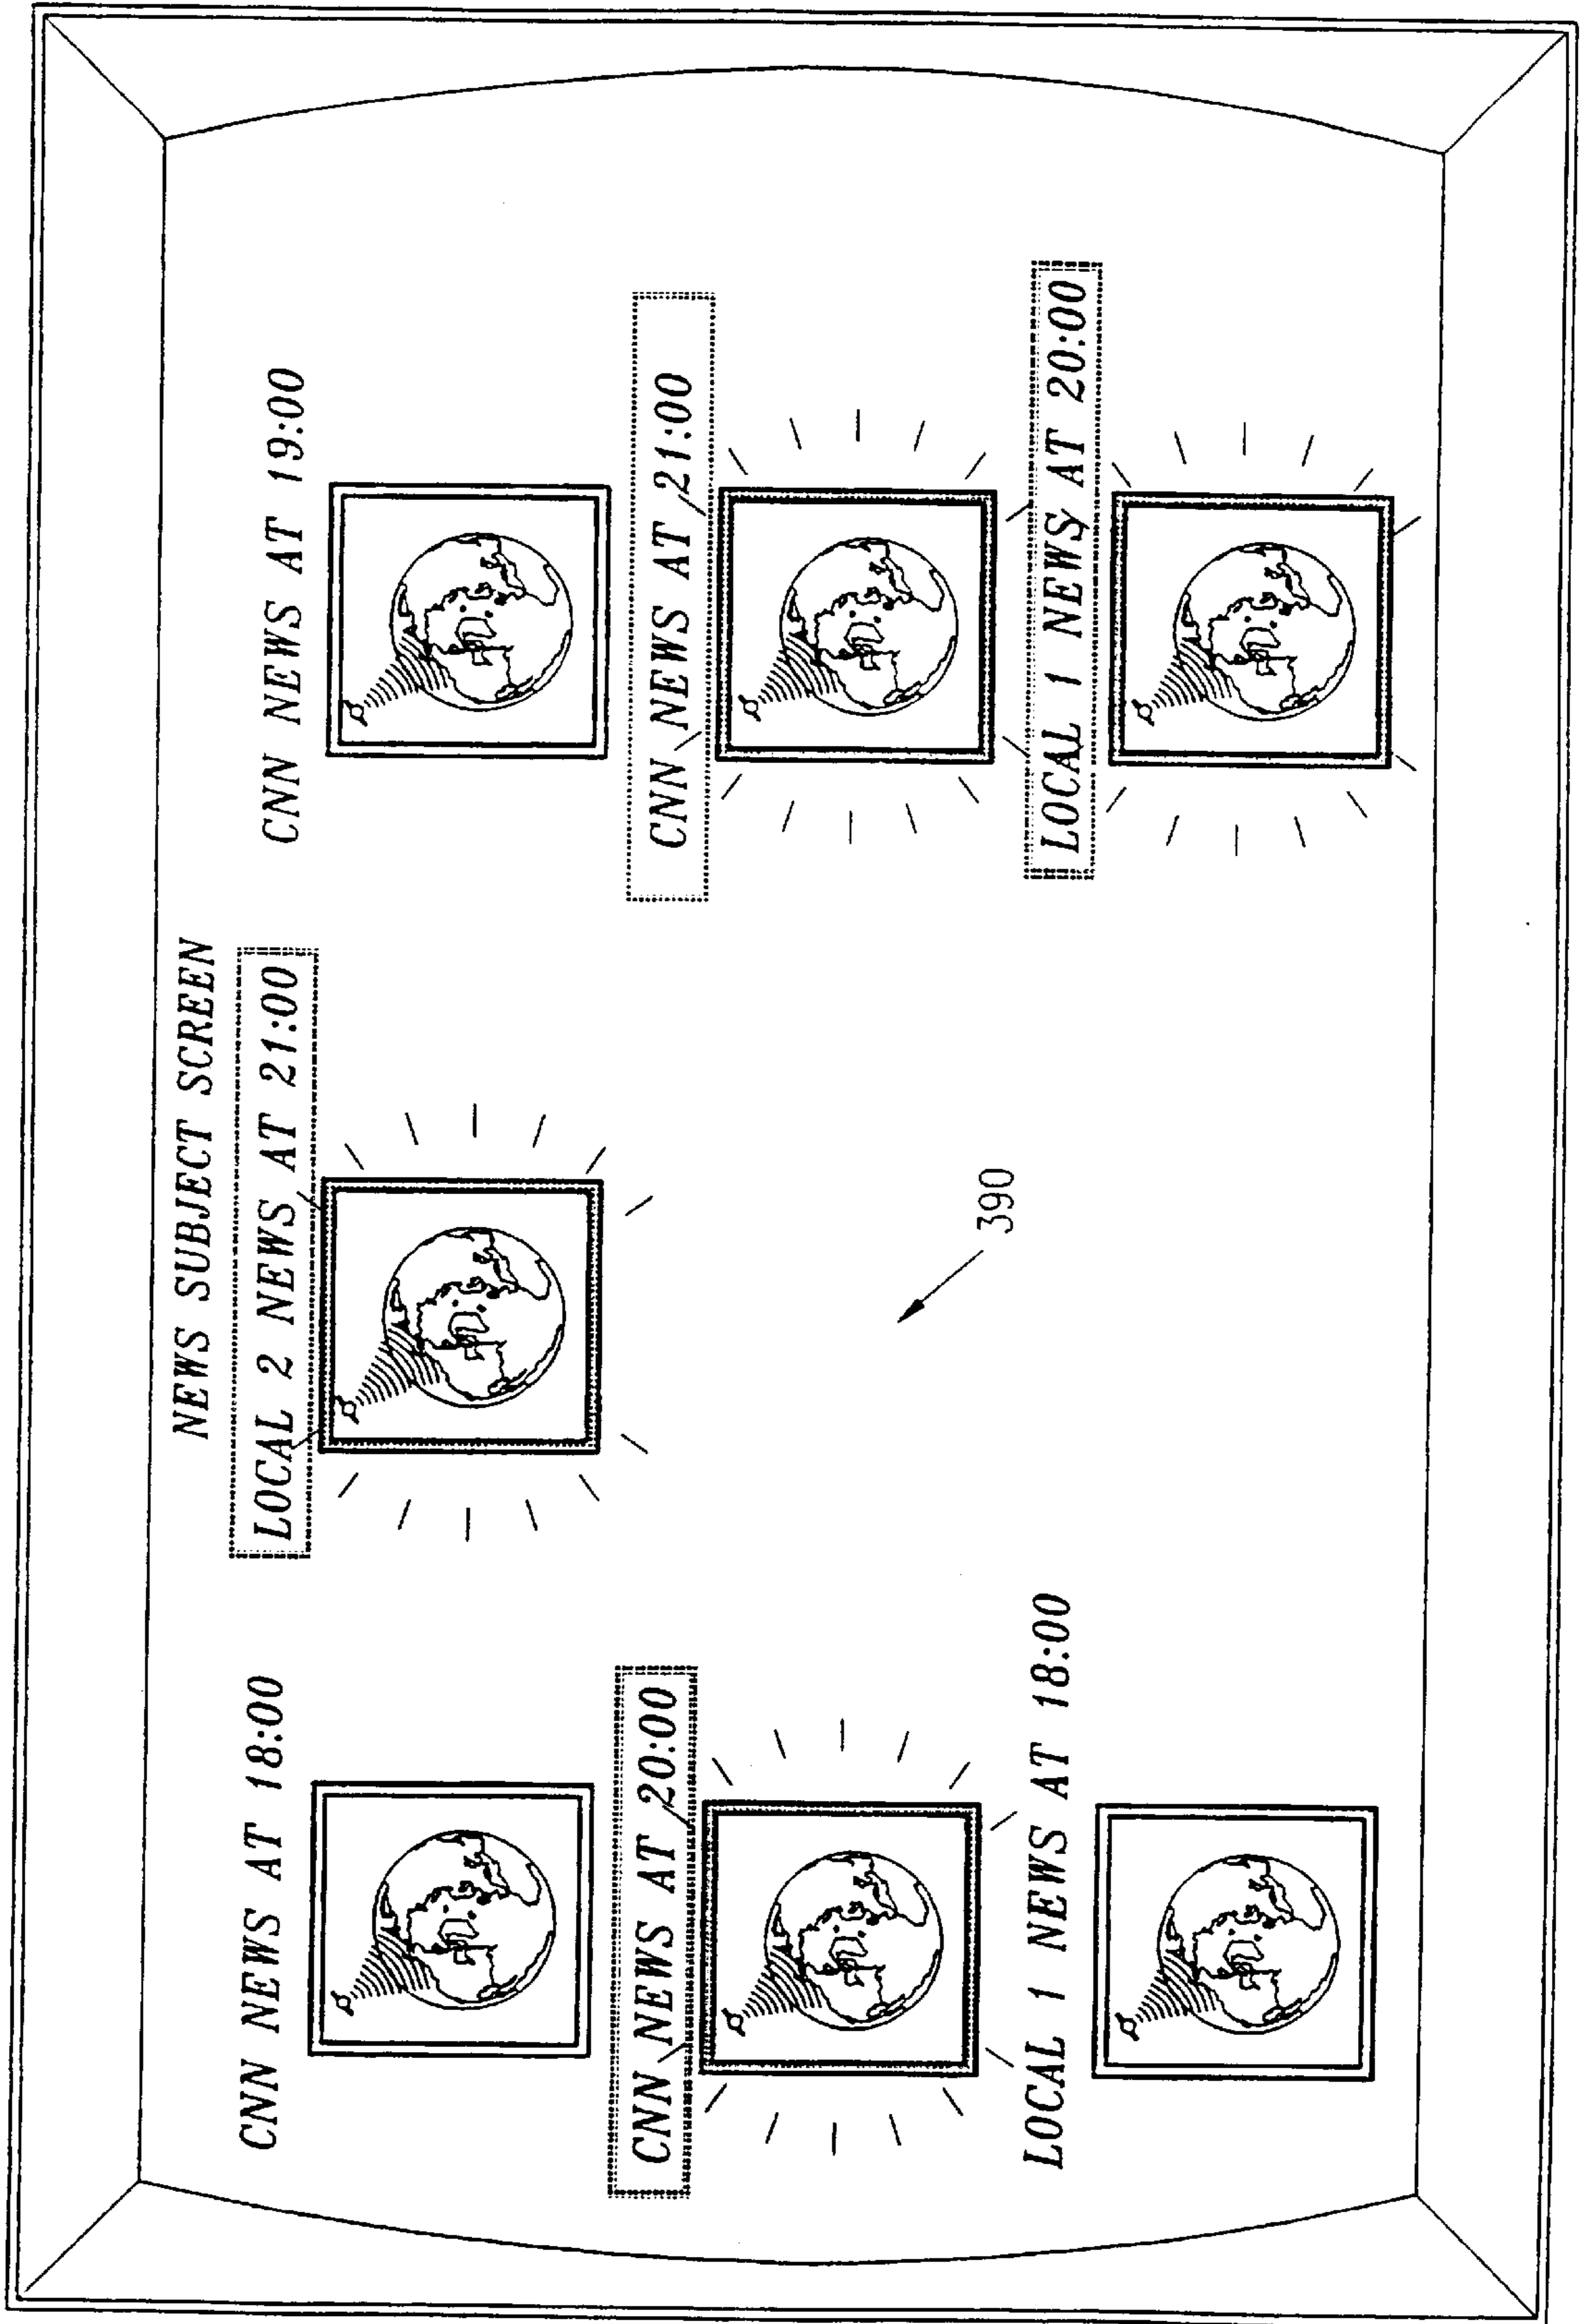 NEWS SUBJECT SCREEN
CNN NEWS AT 18:00
LOCAL 2 NEWS AT 21:00
CNN NEWS AT 19:00
CNN NEWS AT 20:00
CNN NEWS AT 21:00
LOCAL 1 NEWS AT 18:00
LOCAL 1 NEWS AT 20:00
390